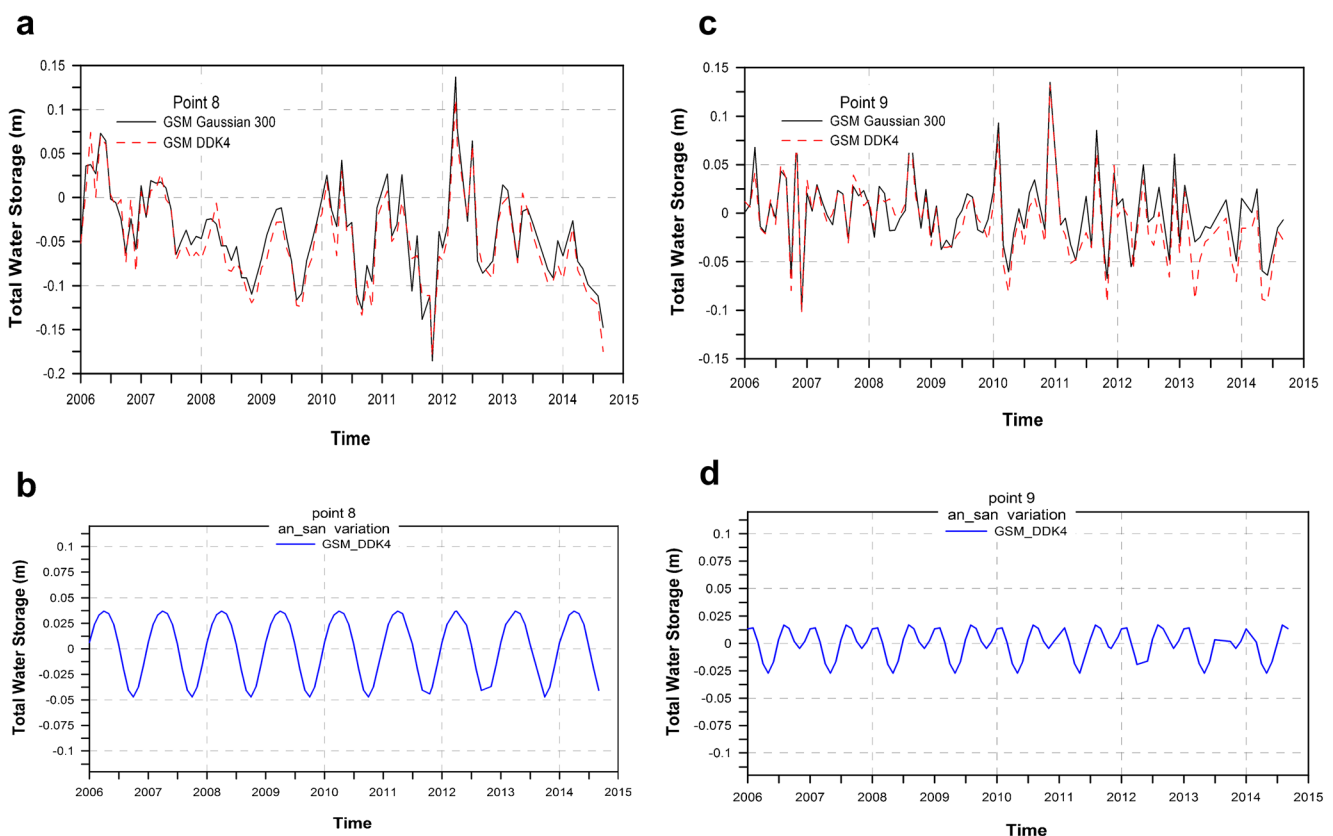 a
Point 8
GSM Gaussian 300
GSM DDK4
Total Water Storage (m)
0.15
0.1
0.05
0
-0.05
-0.1
-0.15
-0.2
2006 2007 2008 2009 2010 2011 2012 2013 2014 2015
Time
c
Point 9
GSM Gaussian 300
GSM DDK4
Total Water Storage (m)
0.15
0.1
0.05
0
-0.05
-0.1
-0.15
2006 2007 2008 2009 2010 2011 2012 2013 2014 2015
Time
b
point 8
an_san variation
GSM_DDK4
Total Water Storage (m)
0.1
0.075
0.05
0.025
0
-0.025
-0.05
-0.075
-0.1
2006 2007 2008 2009 2010 2011 2012 2013 2014 2015
Time
d
point 9
an_san variation
GSM_DDK4
Total Water Storage (m)
0.1
0.075
0.05
0.025
0
-0.025
-0.05
-0.075
-0.1
2006 2007 2008 2009 2010 2011 2012 2013 2014 2015
Time